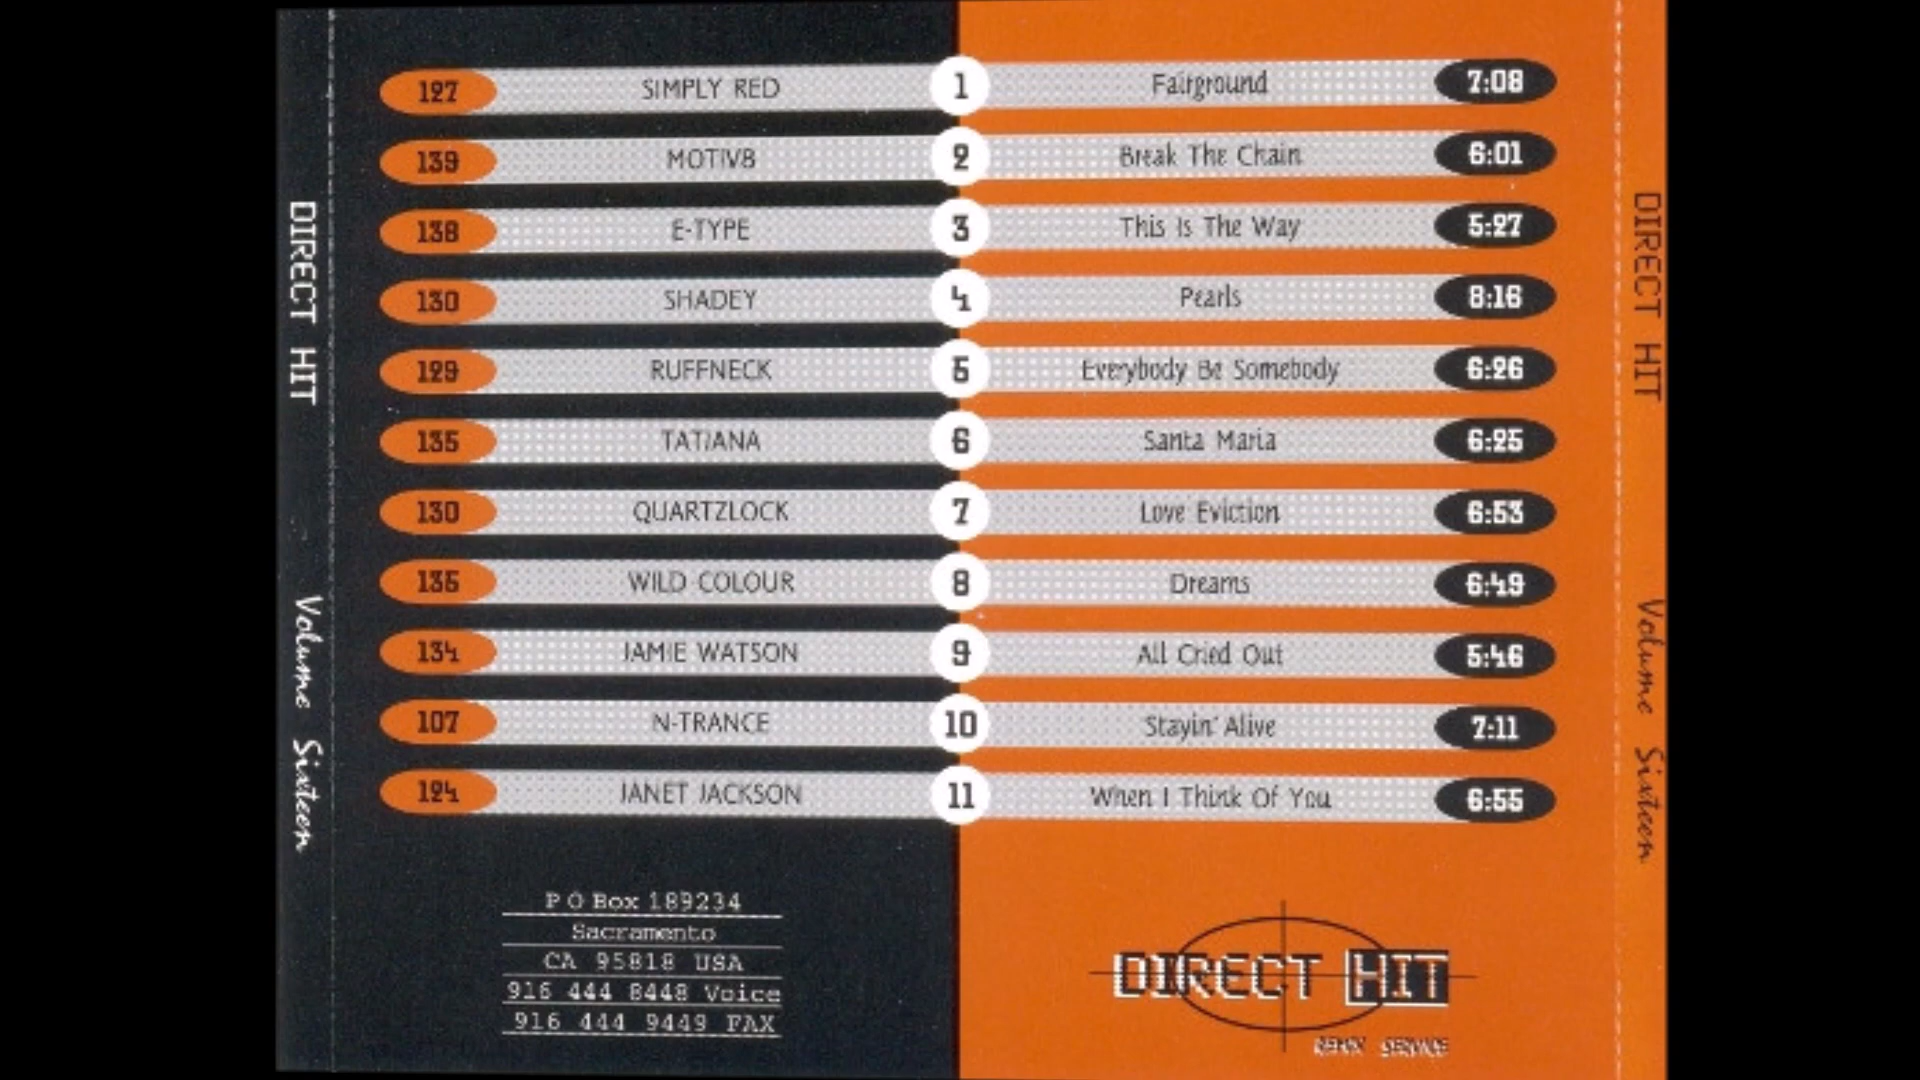 DIRECT HIT Volume Sixteen
127 SIMPLY RED 1 Fairground 7:08
139 MOTIV8 2 Break The Chain 6:01
138 E-TYPE 3 This Is The Way 5:27
130 SHADEY 4 Pearls 8:16
129 RUFFNECK 5 Everybody Be Somebody 6:26
135 TATIANA 6 Santa Maria 6:25
130 QUARTZLOCK 7 Love Eviction 6:53
136 WILD COLOUR 8 Dreams 6:49
134 JAMIE WATSON 9 All Cried Out 5:46
107 N-TRANCE 10 Stayin' Alive 7:11
124 JANET JACKSON 11 When I Think Of You 6:55
P O Box 189234
Sacramento
CA 95818 USA
916 444 8448 Voice
916 444 9449 FAX
DIRECT HIT
REMIX SERVICE
DIRECT HIT Volume Sixteen